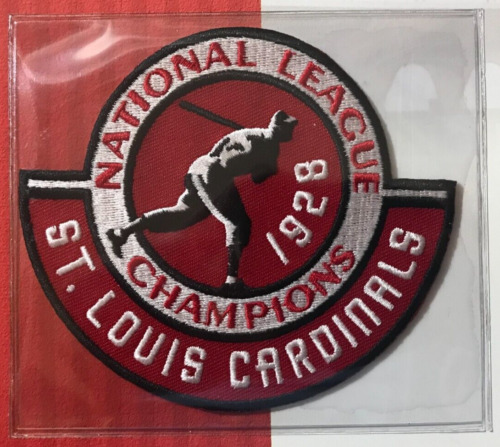 NATIONAL LEAGUE
1928
CHAMPIONS
ST. LOUIS CARDINALS